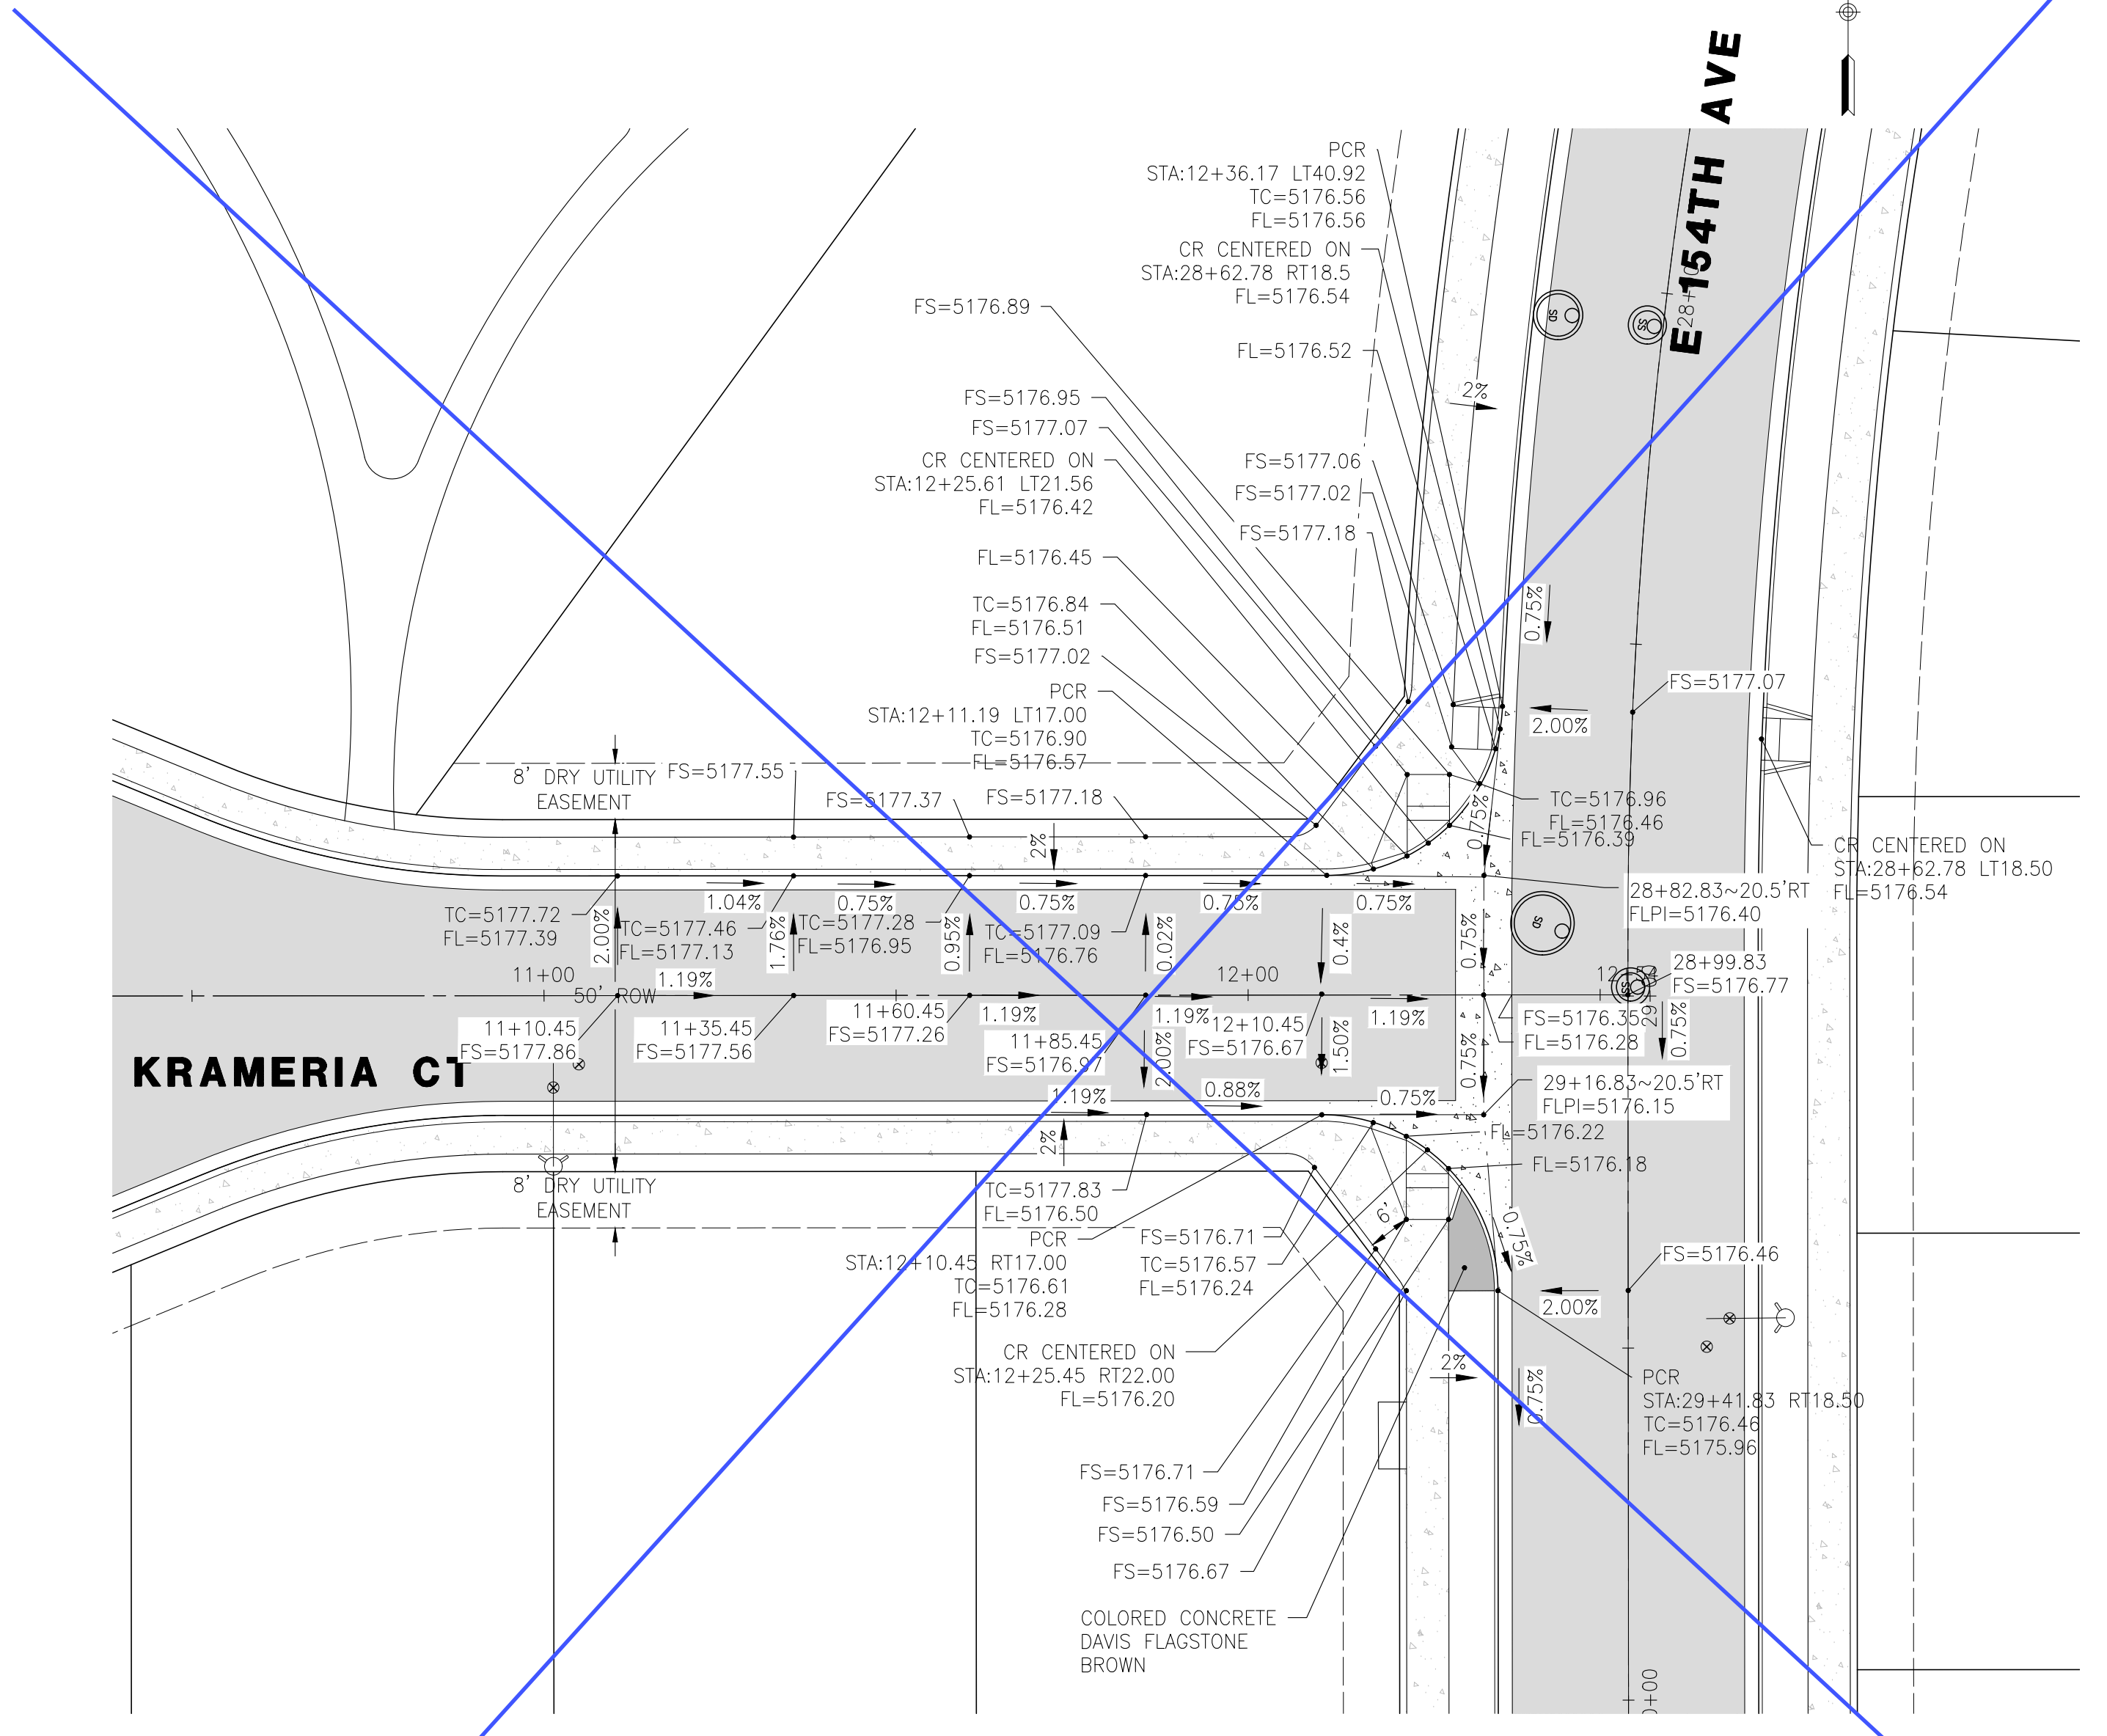 E 154TH AVE
PCR
STA:12+36.17 LT40.92
TC=5176.56
FL=5176.56
CR CENTERED ON
STA:28+62.78 RT18.5
FL=5176.54
FS=5176.89
FL=5176.52
SD
SS
2%
FS=5176.95
FS=5177.07
CR CENTERED ON
STA:12+25.61 LT21.56
FL=5176.42
FS=5177.06
FS=5177.02
FS=5177.18
FL=5176.45
TC=5176.84
FL=5176.51
FS=5177.02
PCR
STA:12+11.19 LT17.00
TC=5176.90
FL=5176.57
0.75%
FS=5177.07
2.00%
8' DRY UTILITY
EASEMENT
FS=5177.55
FS=5177.37
FS=5177.18
2%
0.75%
TC=5176.96
FL=5176.46
FL=5176.39
CR CENTERED ON
STA:28+62.78 LT18.50
FL=5176.54
1.04%
0.75%
0.75%
0.75%
0.75%
28+82.83~20.5'RT
FLPI=5176.40
TC=5177.72
FL=5177.39
2.00%
TC=5177.46
FL=5177.13
1.76%
TC=5177.28
FL=5176.95
0.95%
TC=5177.09
FL=5176.76
0.02%
0.4%
0.75%
SD
11+00
50' ROW
1.19%
12+00
SS
28+99.83
FS=5176.77
11+10.45
FS=5177.86
11+35.45
FS=5177.56
11+60.45
FS=5177.26
1.19%
11+85.45
FS=5176.97
1.19%
12+10.45
FS=5176.67
1.19%
FS=5176.35
FL=5176.28
0.75%
KRAMERIA CT
2.00%
1.50%
0.75%
1.19%
0.88%
0.75%
29+16.83~20.5'RT
FLPI=5176.15
2%
FL=5176.22
FL=5176.18
8' DRY UTILITY
EASEMENT
TC=5177.83
FL=5176.50
PCR
STA:12+10.45 RT17.00
TC=5176.61
FL=5176.28
FS=5176.71
TC=5176.57
FL=5176.24
6'
0.75%
FS=5176.46
2.00%
CR CENTERED ON
STA:12+25.45 RT22.00
FL=5176.20
2%
0.75%
PCR
STA:29+41.83 RT18.50
TC=5176.46
FL=5175.96
FS=5176.71
FS=5176.59
FS=5176.50
FS=5176.67
COLORED CONCRETE
DAVIS FLAGSTONE
BROWN